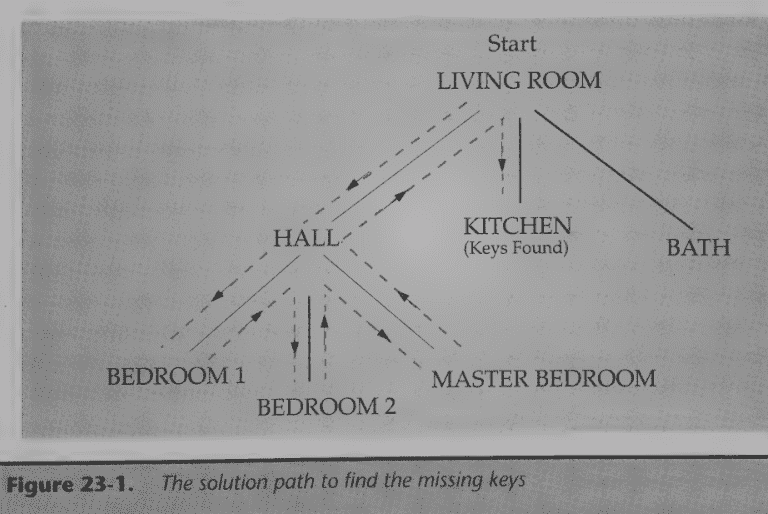 Start
LIVING ROOM
KITCHEN
(Keys Found)
HALL
BATH
BEDROOM 1
MASTER BEDROOM
BEDROOM 2
Figure 23-1. The solution path to find the missing keys